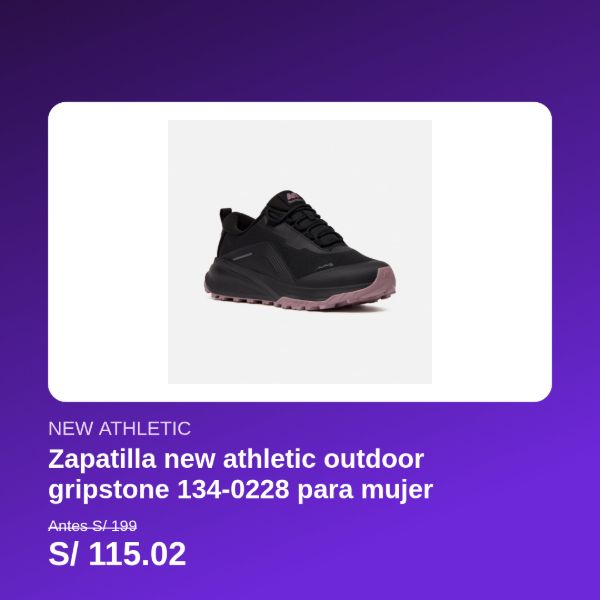 NEW ATHLETIC
Zapatilla new athletic outdoor
gripstone 134-0228 para mujer
Antes S/ 199
S/ 115.02